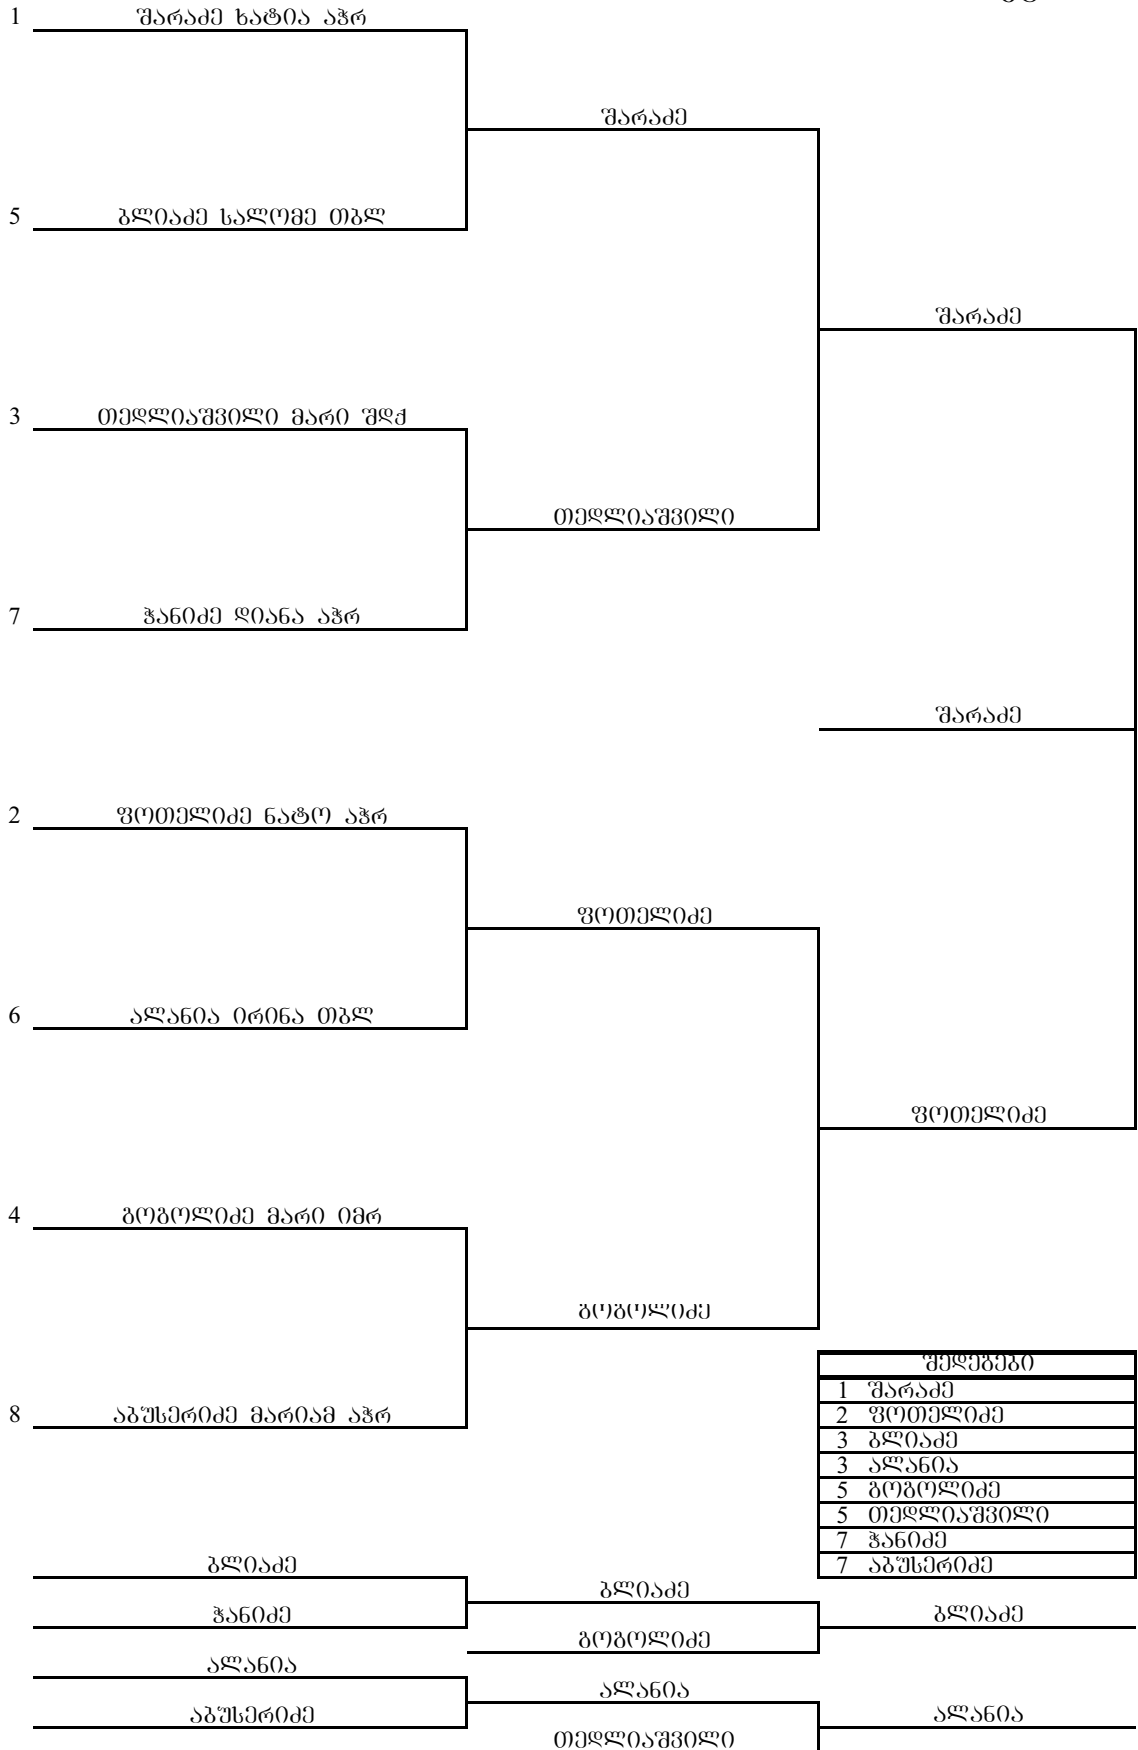 1 შარაძე ხატია აჭრ
შარაძე
5 ბლიაძე სალომე თბლ
შარაძე
3 თედლიაშვილი მარი შდქ
თედლიაშვილი
7 ჭანიძე დიანა აჭრ
შარაძე
2 ფოთელიძე ნატო აჭრ
ფოთელიძე
6 ალანია ირინა თბლ
ფოთელიძე
4 გოგოლიძე მარი იმრ
გოგოლიძე
8 აბუსერიძე მარიამ აჭრ
შედეგები
1 შარაძე
2 ფოთელიძე
3 ბლიაძე
3 ალანია
5 გოგოლიძე
5 თედლიაშვილი
7 ჭანიძე
7 აბუსერიძე
ბლიაძე
ბლიაძე
ჭანიძე
ბლიაძე
გოგოლიძე
ალანია
ალანია
აბუსერიძე
ალანია
თედლიაშვილი